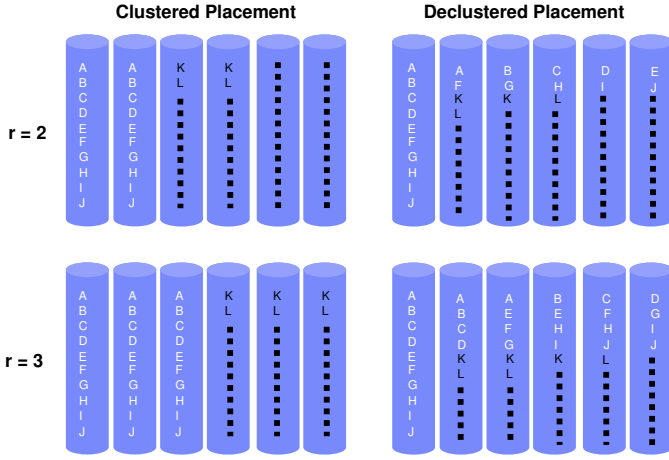 Clustered Placement
Declustered Placement
r = 2
A B C D E F G H I J
A B C D E F G H I J
K L
K L
A B C D E F G H I J
A F K L
B G K
C H L
D I
E J
r = 3
A B C D E F G H I J
A B C D E F G H I J
A B C D E F G H I J
K L
K L
K L
A B C D E F G H I J
A B C D K L
A E F G K L
B E H I K
C F H J L
D G I J